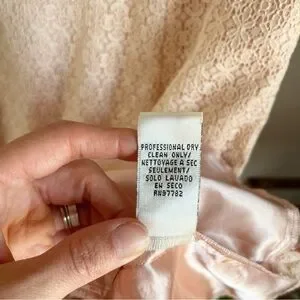 PROFESSIONAL DRY
CLEAN ONLY/
NETTOYAGE A SEC
SEULEMENT/
SOLO LAVADO
EN SECO
RN97782